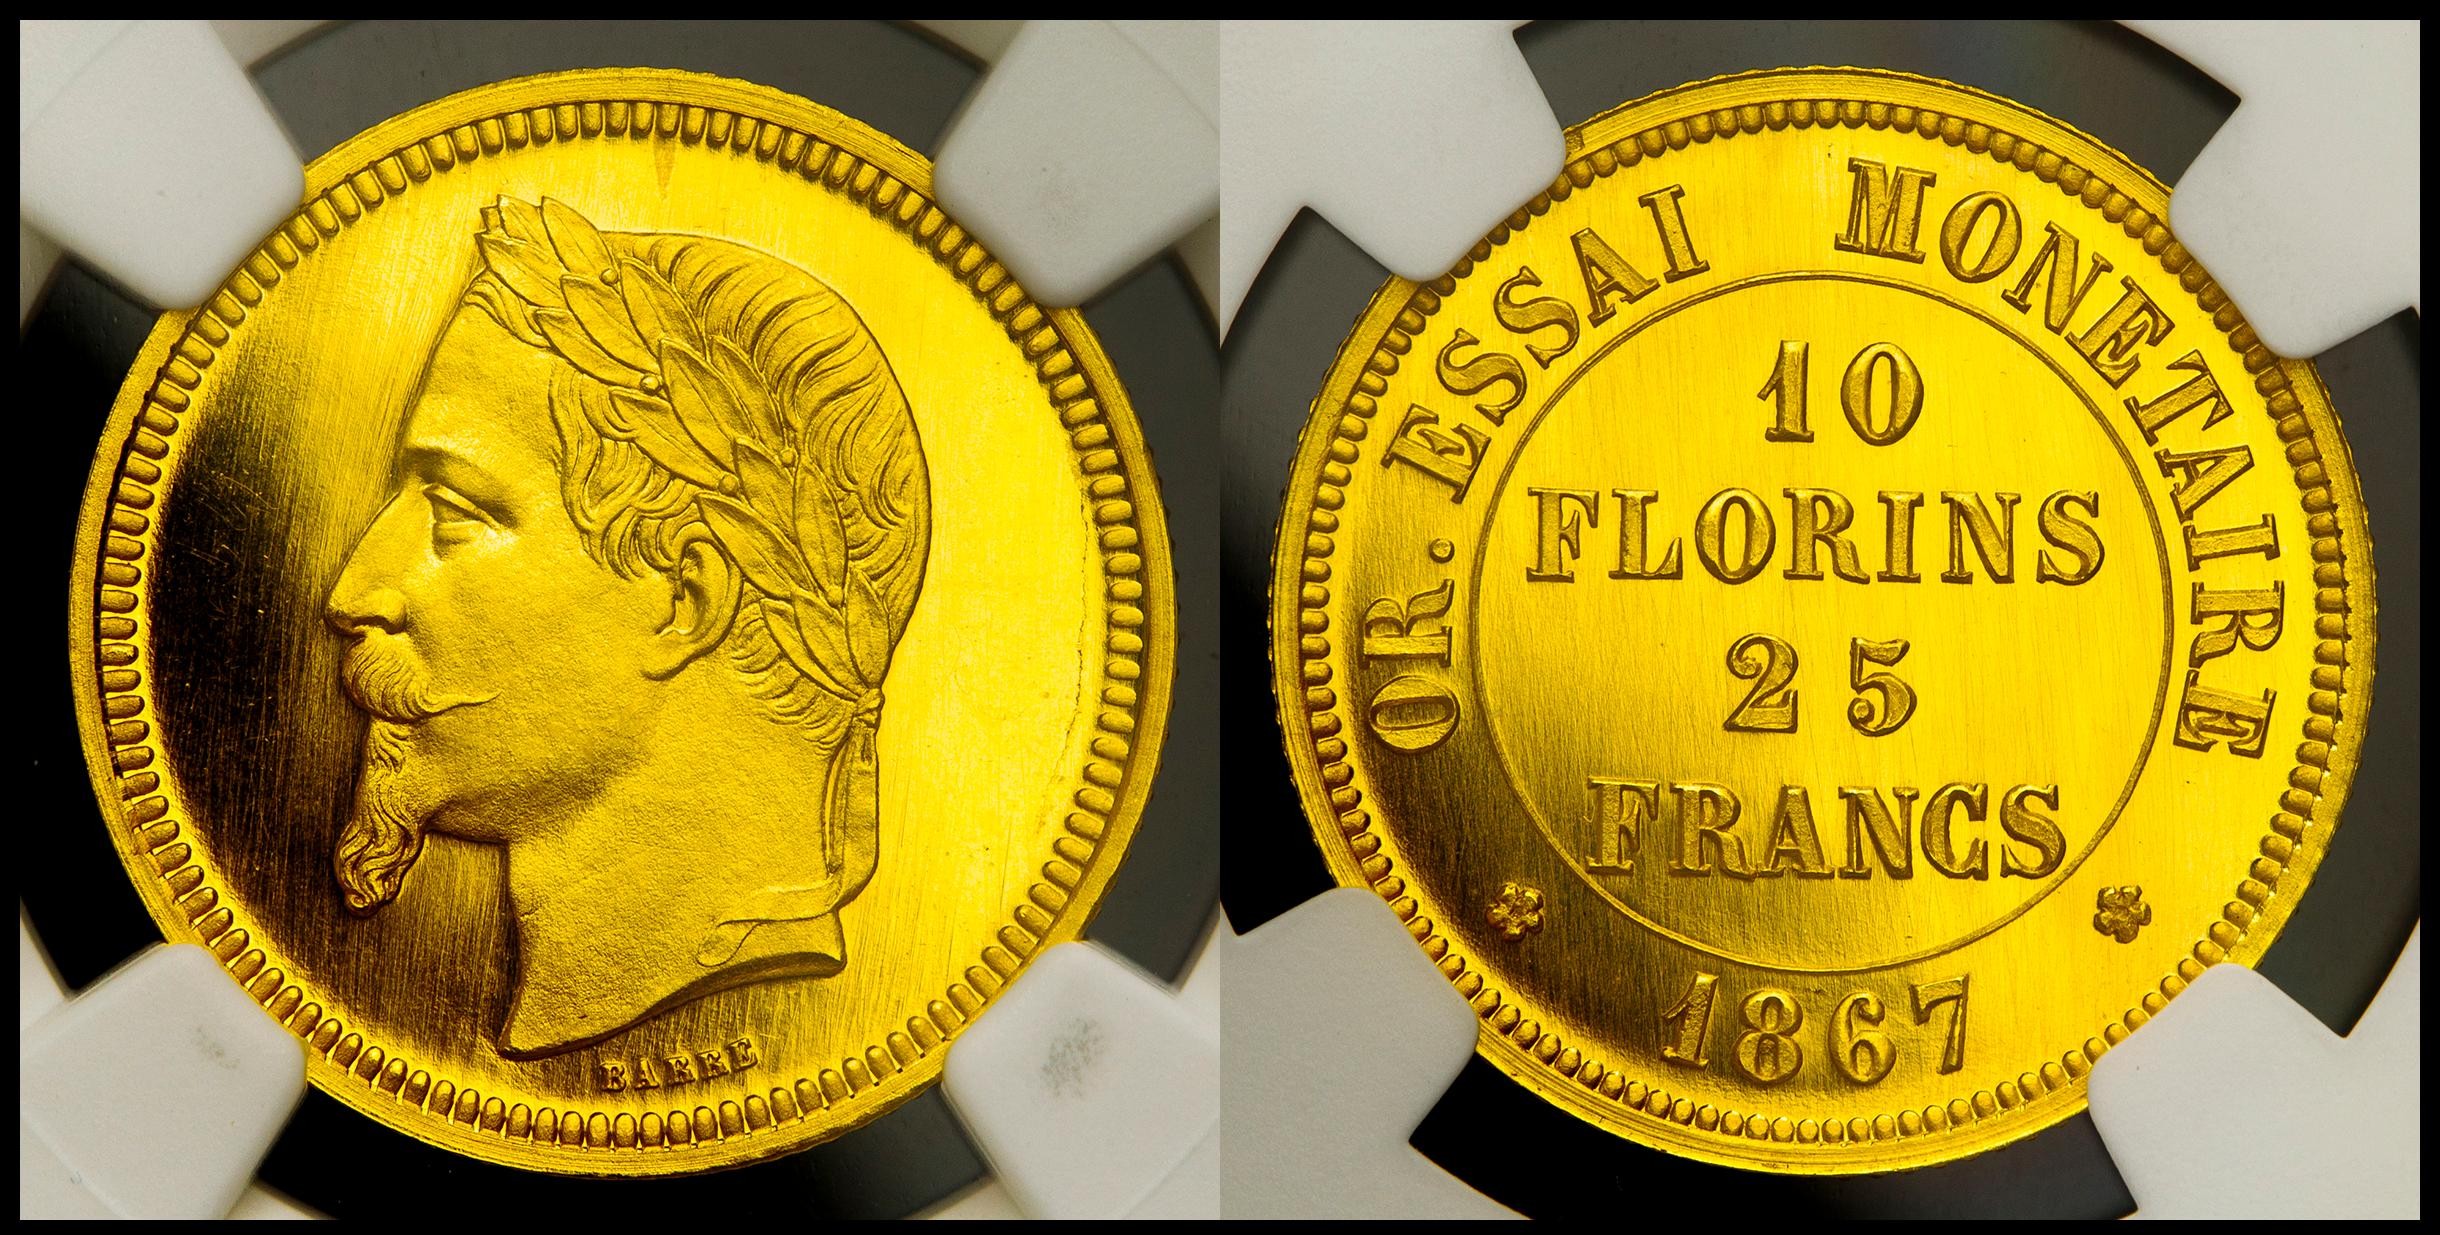 BARRE
OR. ESSAI MONETAIRE
10
FLORINS
25
FRANCS
1867